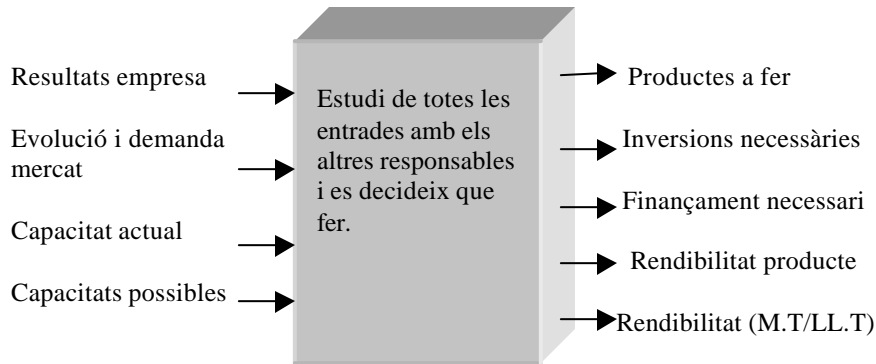 Resultats empresa
Evolució i demanda
mercat
Capacitat actual
Capacitats possibles
Estudi de totes les
entrades amb els
altres responsables
i es decideix que
fer.
Productes a fer
Inversions necessàries
Finançament necessari
Rendibilitat producte
Rendibilitat (M.T/LL.T)